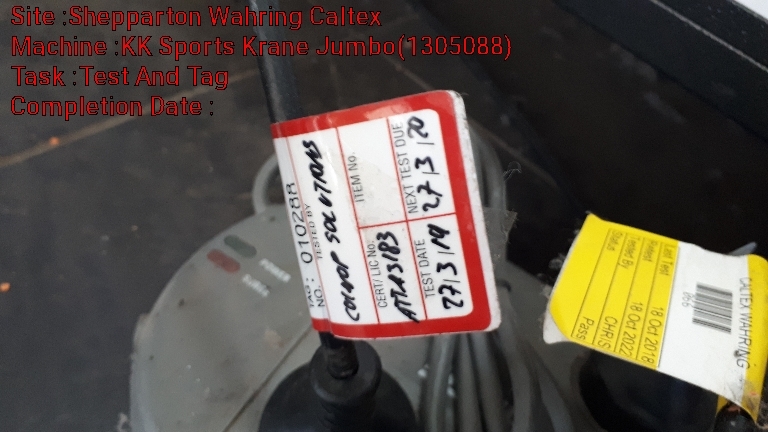 Site :Shepparton Wahring Caltex
Machine :KK Sports Krane Jumbo(1305088)
Task :Test And Tag
Completion Date :
TAG NO. : 010288
TESTED BY
SOLUTIONS
CERT/LIC No.
ITEM No.
TEST DATE
27/3/19
NEXT TEST DUE
27/3/20
POWER
CALTEX WAHRING
Last Test 18 Oct 2018
Retest 18 Oct 2022
Tested By CHRIS
Status Pass